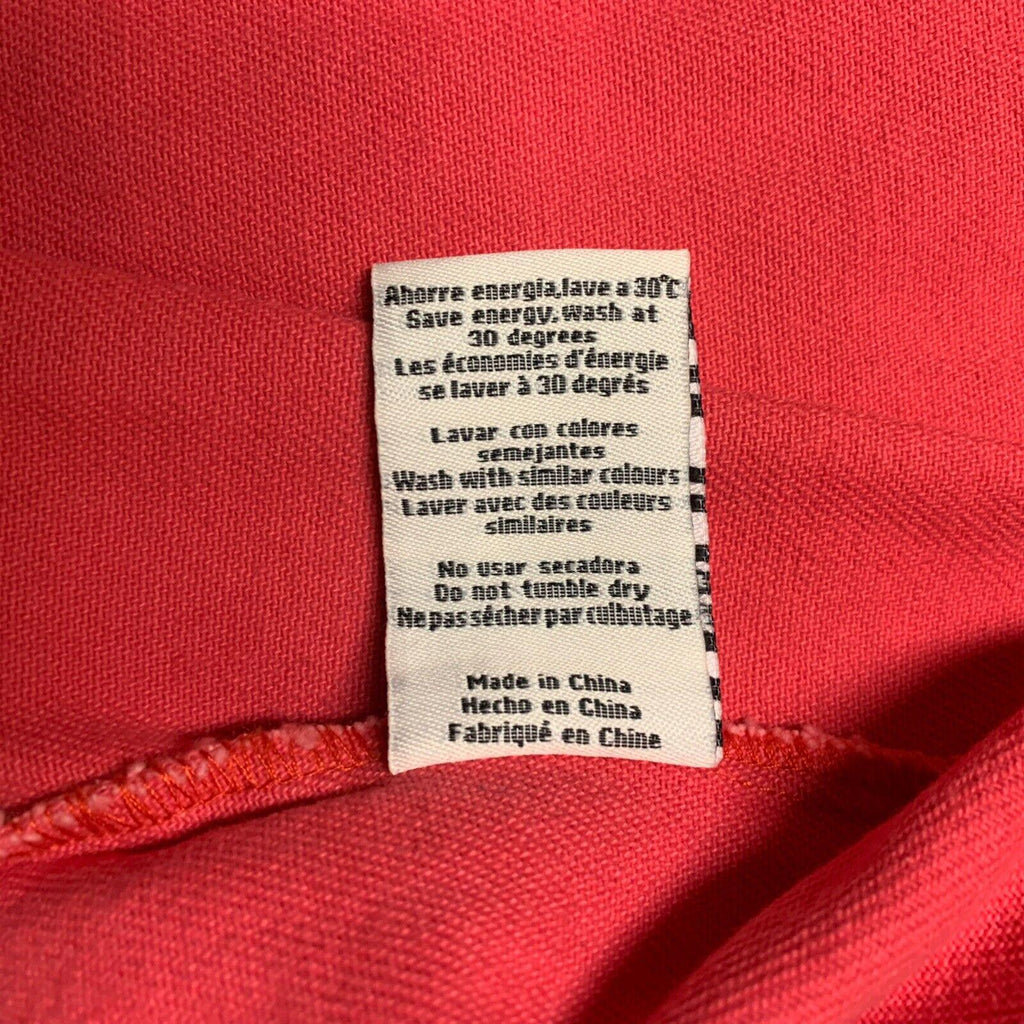 Ahorre energia,lave a 30°C
Save energy, wash at
30 degrees
Les économies d'énergie
se laver à 30 degrés
Lavar con colores
semejantes
Wash with similar colours
Laver avec des couleurs
similaires
No usar secadora
Do not tumble dry
Ne pas sécher par culbutage
Made in China
Hecho en China
Fabriqué en Chine